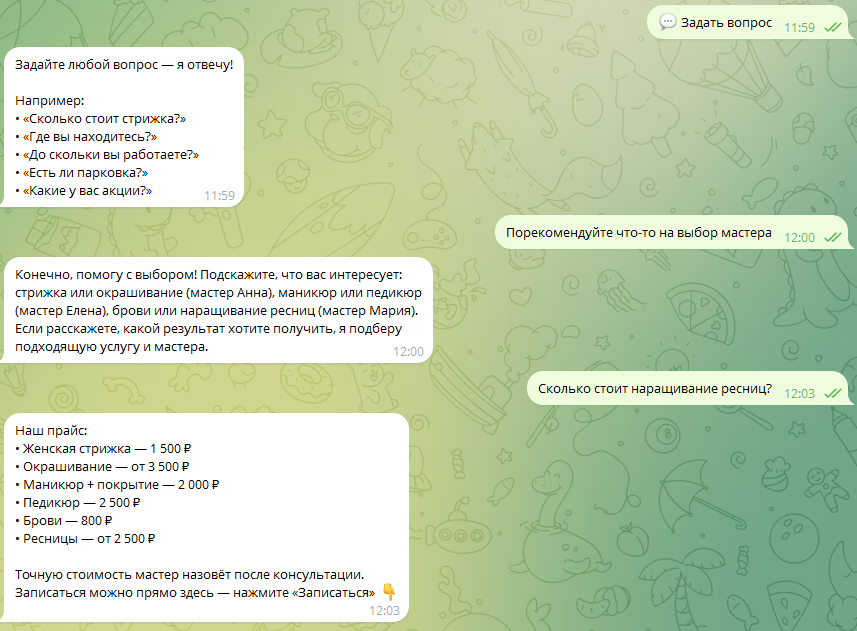 💬 Задать вопрос 11:59
Задайте любой вопрос — я отвечу!
Например:
• «Сколько стоит стрижка?»
• «Где вы находитесь?»
• «До скольки вы работаете?»
• «Есть ли парковка?»
• «Какие у вас акции?» 11:59
Порекомендуйте что-то на выбор мастера 12:00
Конечно, помогу с выбором! Подскажите, что вас интересует:
стрижка или окрашивание (мастер Анна), маникюр или педикюр
(мастер Елена), брови или наращивание ресниц (мастер Мария).
Если расскажете, какой результат хотите получить, я подберу
подходящую услугу и мастера. 12:00
Сколько стоит наращивание ресниц? 12:03
Наш прайс:
• Женская стрижка — 1 500 ₽
• Окрашивание — от 3 500 ₽
• Маникюр + покрытие — 2 000 ₽
• Педикюр — 2 500 ₽
• Брови — 800 ₽
• Ресницы — от 2 500 ₽
Точную стоимость мастер назовёт после консультации.
Записаться можно прямо здесь — нажмите «Записаться» 👇
12:03